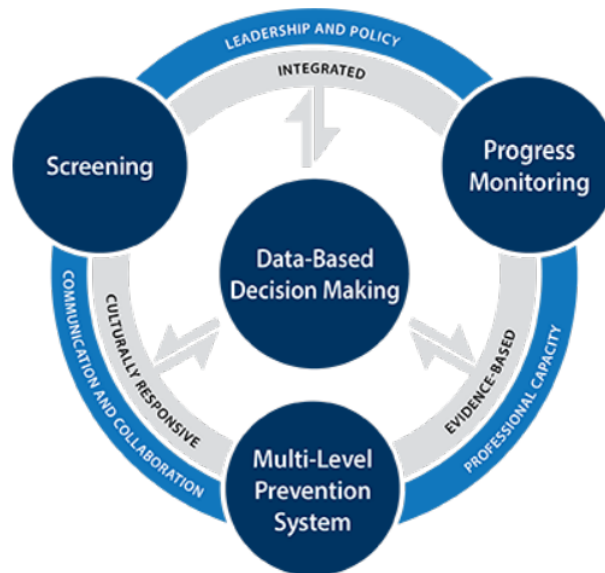 LEADERSHIP AND POLICY
INTEGRATED
Screening
Progress
Monitoring
Data-Based
Decision Making
COMMUNICATION AND COLLABORATION
CULTURALLY RESPONSIVE
EVIDENCE-BASED
PROFESSIONAL CAPACITY
Multi-Level
Prevention
System